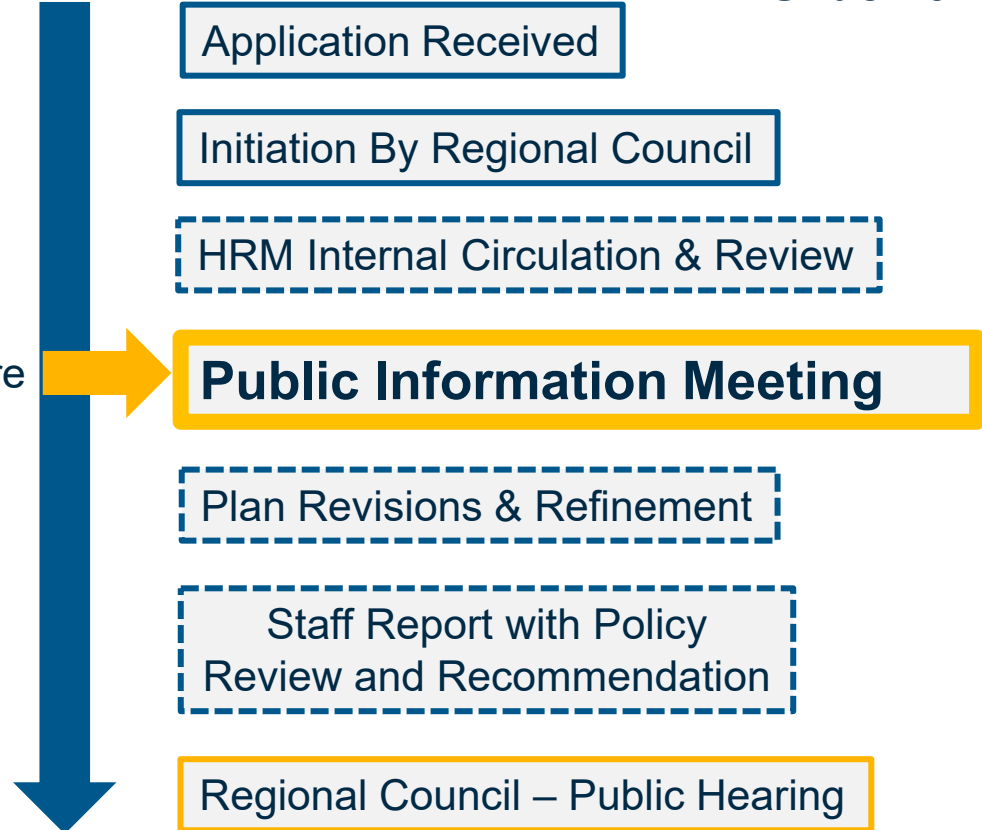 Application Received
Initiation By Regional Council
HRM Internal Circulation & Review
re
Public Information Meeting
Plan Revisions & Refinement
Staff Report with Policy
Review and Recommendation
Regional Council – Public Hearing